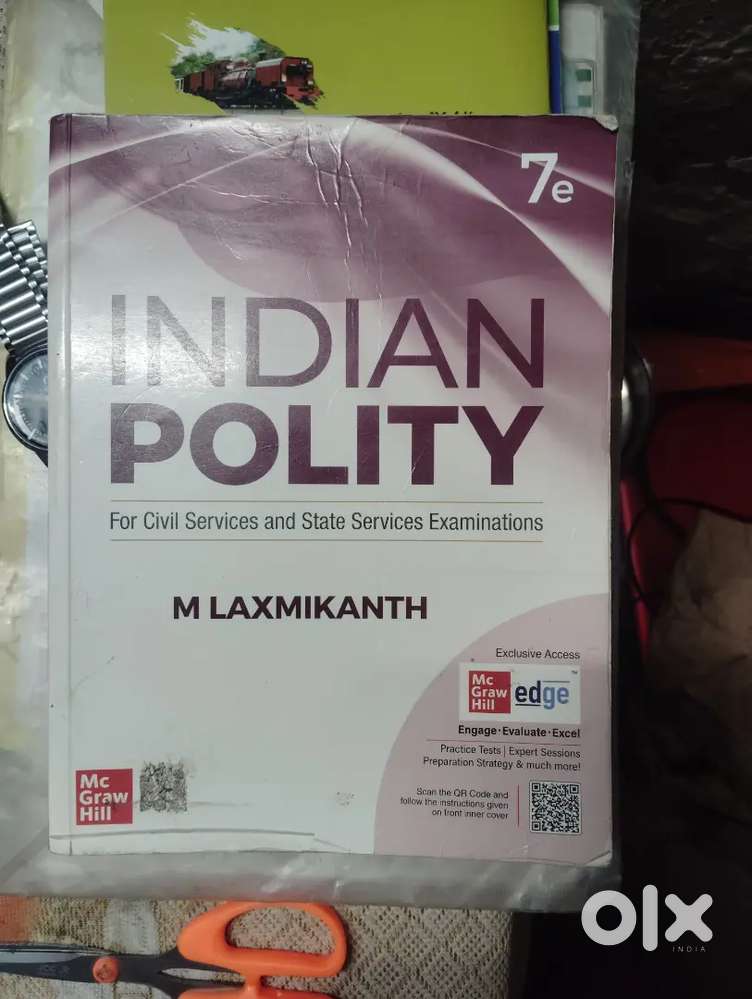 7e
INDIAN
POLITY
For Civil Services and State Services Examinations
M LAXMIKANTH
Exclusive Access
Mc
Graw
Hill
edge
TM
Engage·Evaluate·Excel
Practice Tests | Expert Sessions
Preparation Strategy & much more!
Scan the QR Code and
follow the instructions given
on front inner cover
Mc
Graw
Hill
olx
INDIA